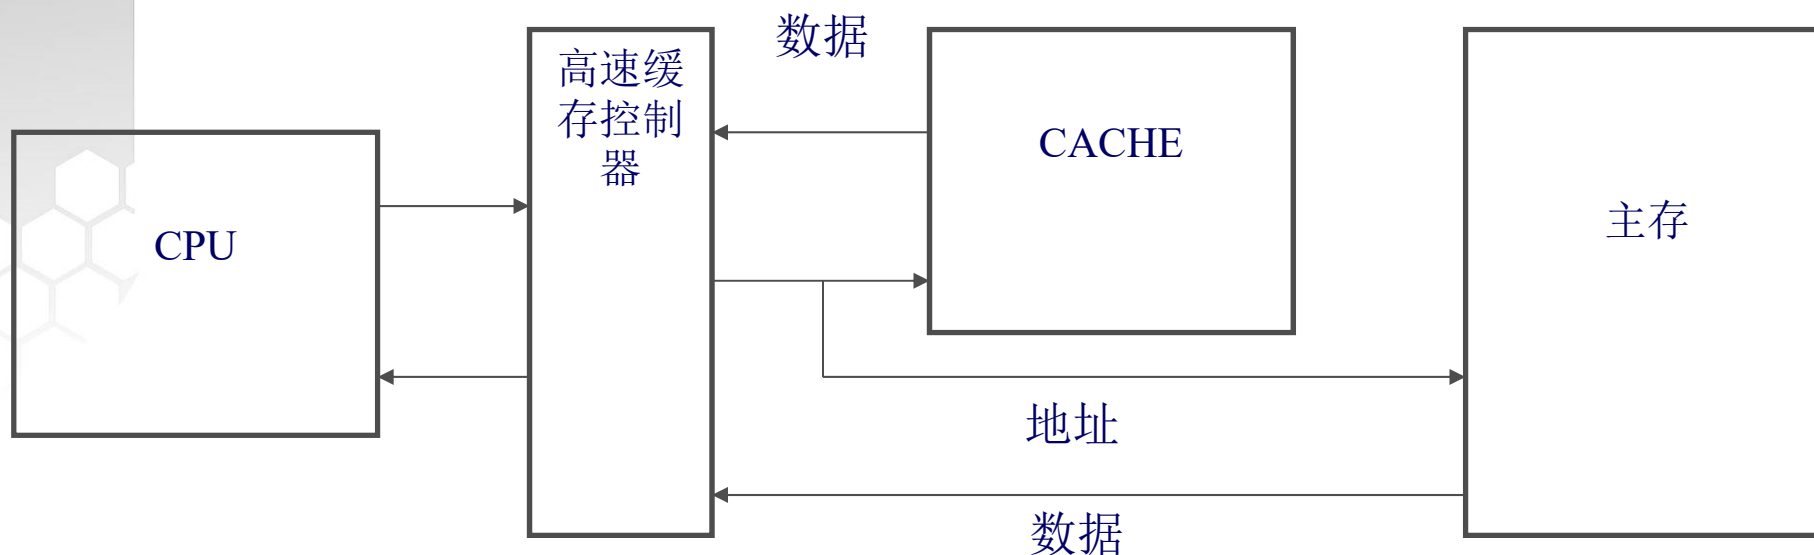 数据
高速缓
存控制
器
CACHE
CPU
主存
地址
数据